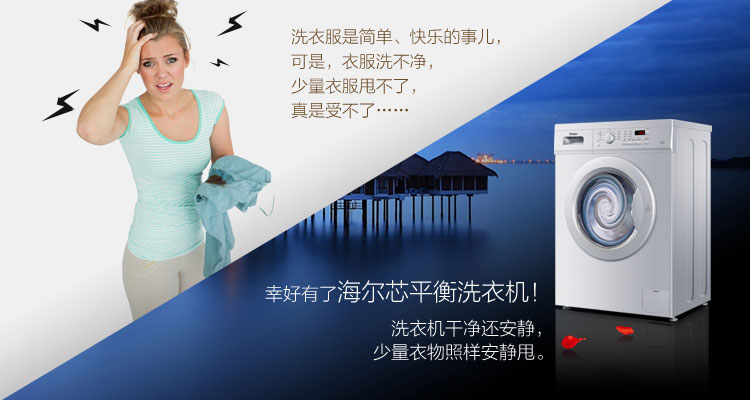 洗衣服是简单、快乐的事儿，
可是，衣服洗不净，
少量衣服甩不了，
真是受不了……
Haier
幸好有了海尔芯平衡洗衣机！
洗衣机干净还安静，
少量衣物照样安静甩。